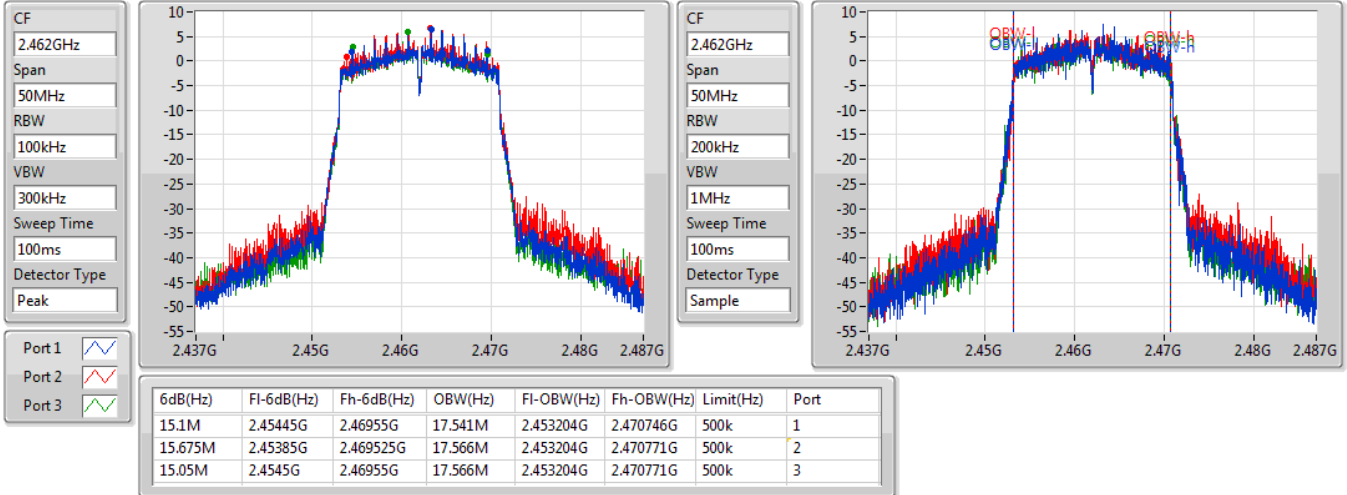 CF
2.462GHz
Span
50MHz
RBW
100kHz
VBW
300kHz
Sweep Time
100ms
Detector Type
Peak
10
5
0
-5
-10
-15
-20
-25
-30
-35
-40
-45
-50
-55
2.437G 2.45G 2.46G 2.47G 2.48G 2.487G
CF
2.462GHz
Span
50MHz
RBW
200kHz
VBW
1MHz
Sweep Time
100ms
Detector Type
Sample
10
5
0
-5
-10
-15
-20
-25
-30
-35
-40
-45
-50
-55
OBW-l OBW-h
OBW-l OBW-h
2.437G 2.45G 2.46G 2.47G 2.48G 2.487G
Port 1
Port 2
Port 3
6dB(Hz) Fl-6dB(Hz) Fh-6dB(Hz) OBW(Hz) Fl-OBW(Hz) Fh-OBW(Hz) Limit(Hz) Port
15.1M 2.45445G 2.46955G 17.541M 2.453204G 2.470746G 500k 1
15.675M 2.45385G 2.469525G 17.566M 2.453204G 2.470771G 500k 2
15.05M 2.4545G 2.46955G 17.566M 2.453204G 2.470771G 500k 3